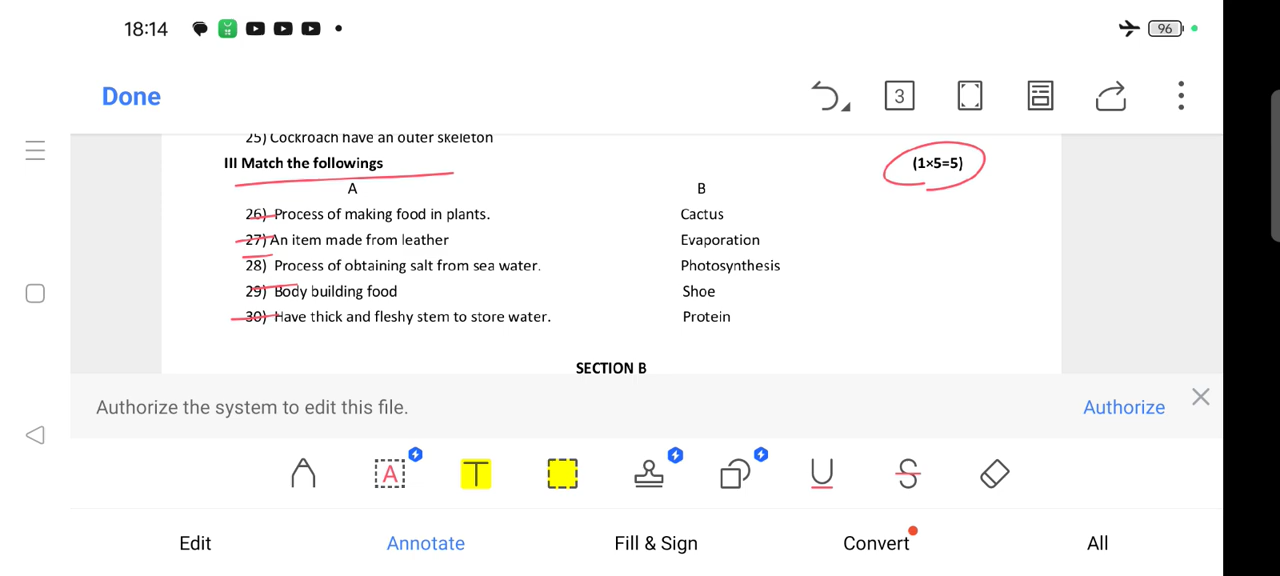 18:14
96
Done
3
25) Cockroach have an outer skeleton
III Match the followings (1×5=5)
A B
26) Process of making food in plants. Cactus
27) An item made from leather Evaporation
28) Process of obtaining salt from sea water. Photosynthesis
29) Body building food Shoe
30) Have thick and fleshy stem to store water. Protein
SECTION B
Authorize the system to edit this file. Authorize
A T U S
Edit Annotate Fill & Sign Convert All